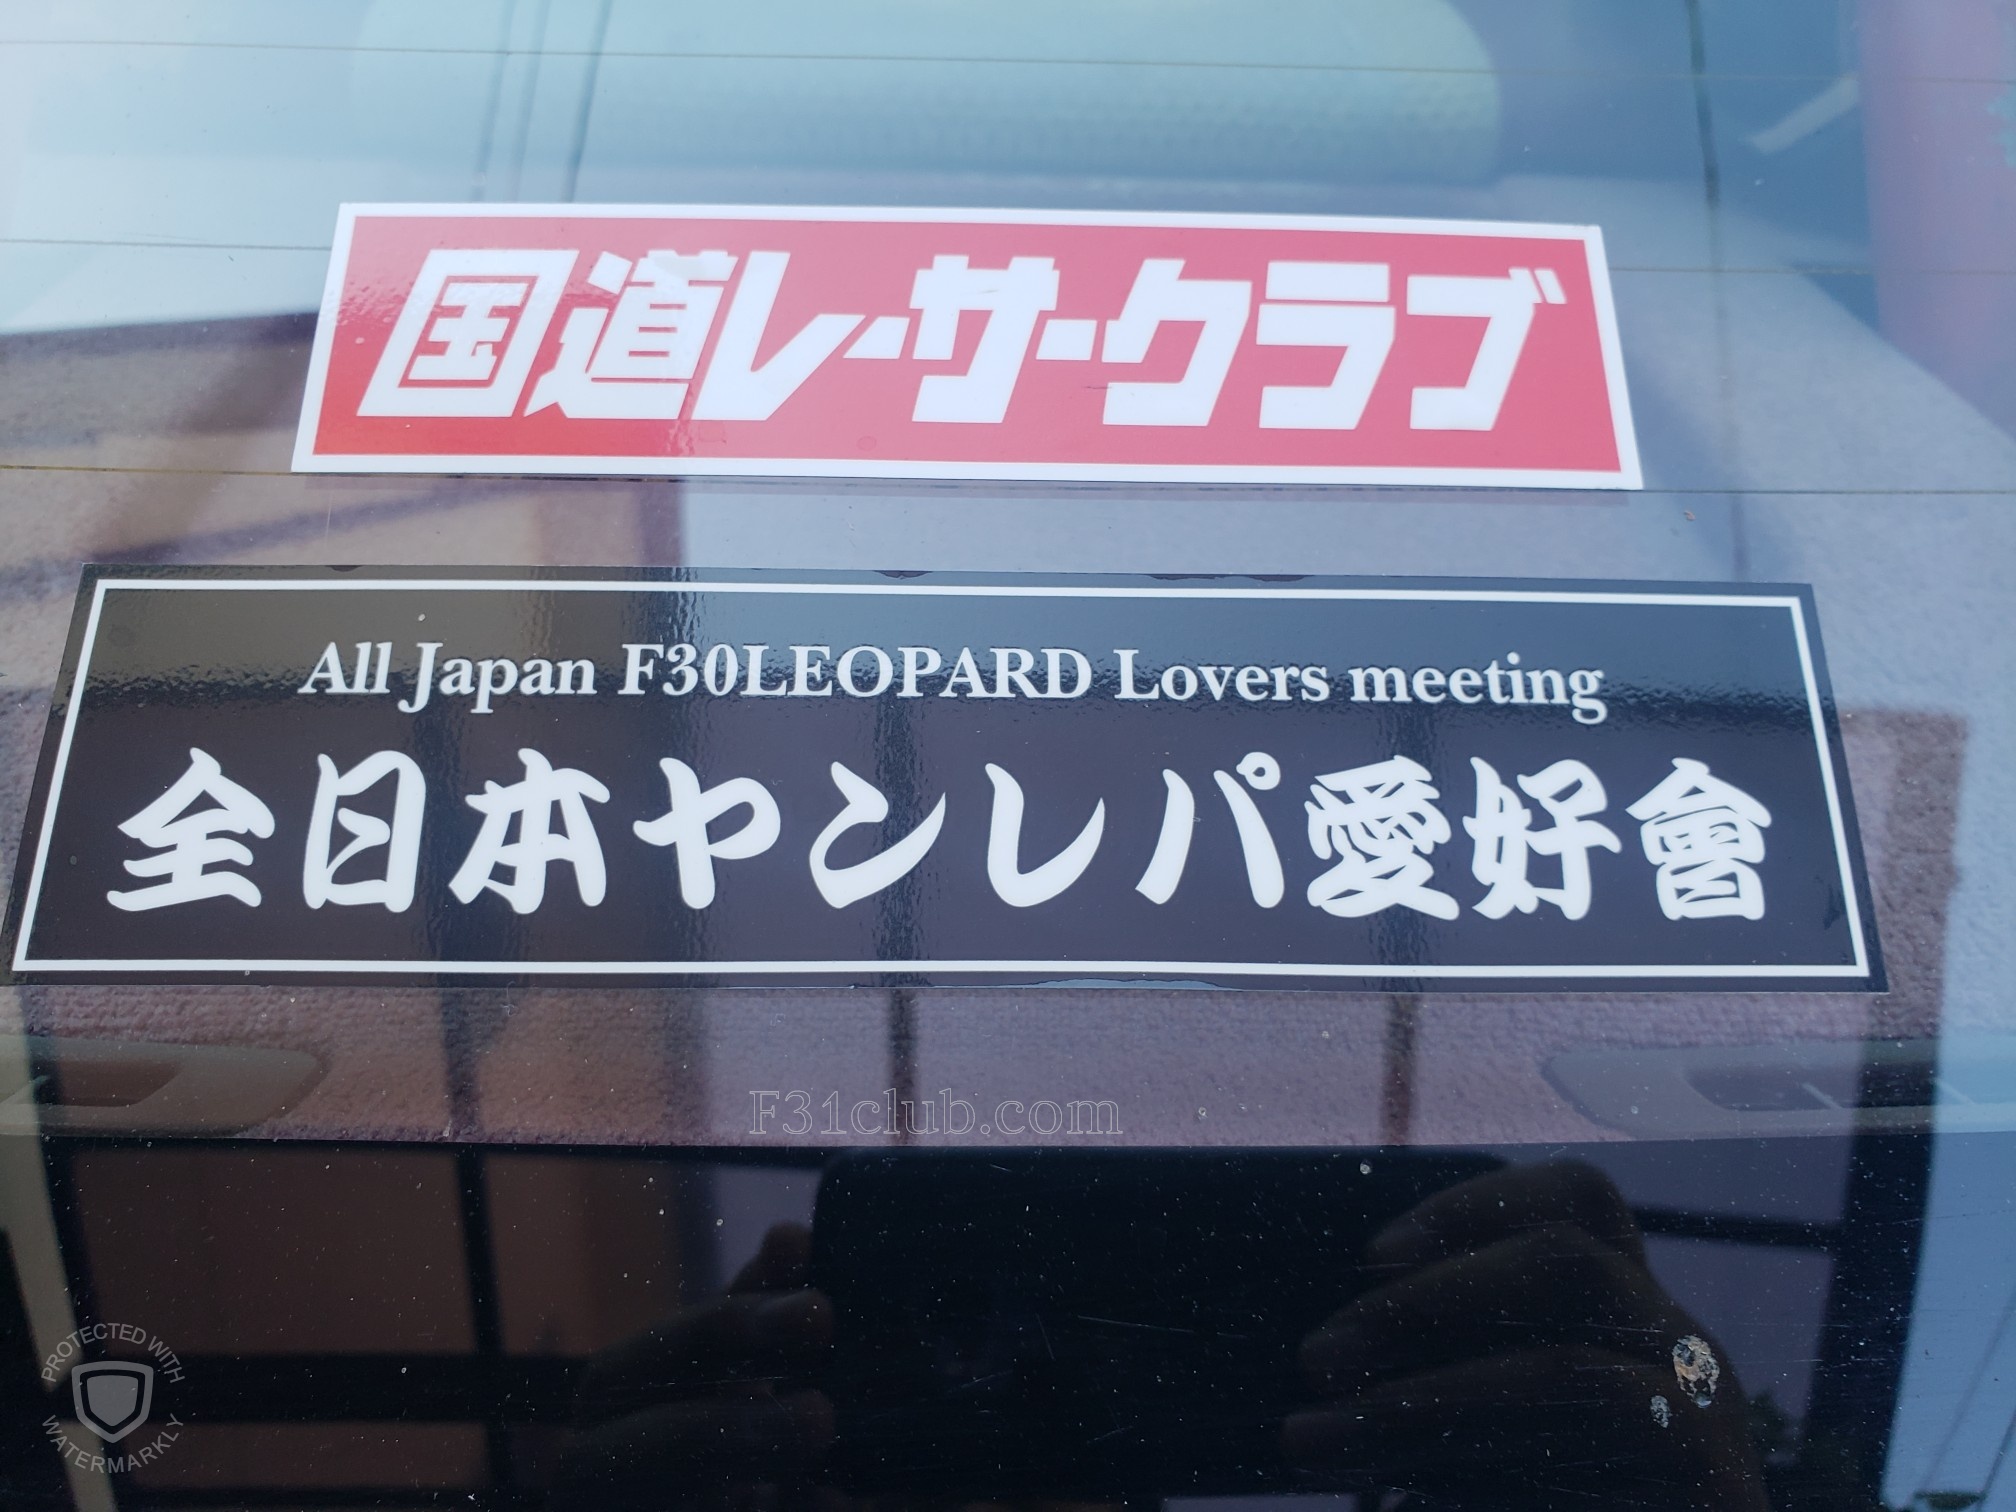 国道レーサークラブ
All Japan F30LEOPARD Lovers meeting
全日本ヤンレパ愛好會
F31club.com
PROTECTED WITH
WATERMARKLY